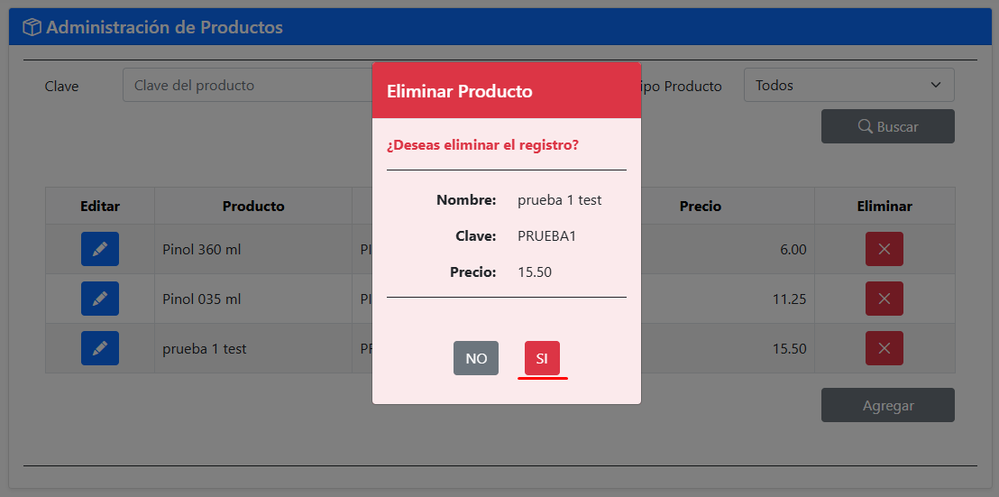 Administración de Productos
Clave Clave del producto ipo Producto Todos
Buscar
Eliminar Producto
¿Deseas eliminar el registro?
Nombre: prueba 1 test
Clave: PRUEBA1
Precio: 15.50
NO SI
Editar Producto Precio Eliminar
Pinol 360 ml PI 6.00
Pinol 035 ml PI 11.25
prueba 1 test PR 15.50
Agregar